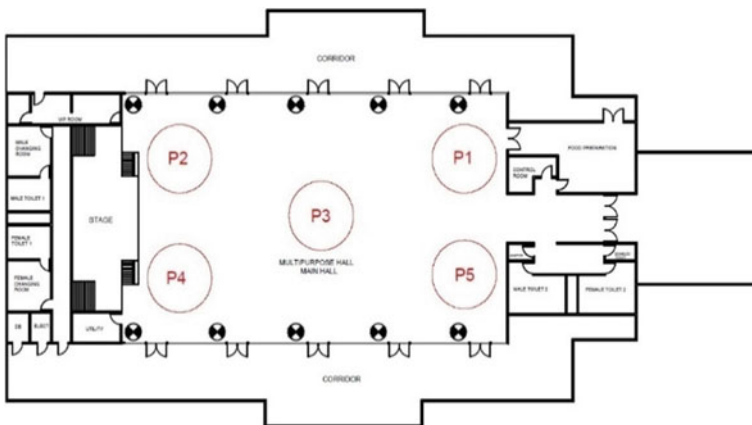 CORRIDOR
VIP ROOM
MALE
CHANGING
ROOM
FOOD PREPARATION
P2
P1
CONTROL
ROOM
MALE TOILET 1
STAGE
P3
FEMALE
TOILET 1
MULTIPURPOSE HALL
MAIN HALL
P4
P5
FEMALE
CHANGING
ROOM
MALE TOILET 2
FEMALE TOILET 2
UTILITY
CORRIDOR